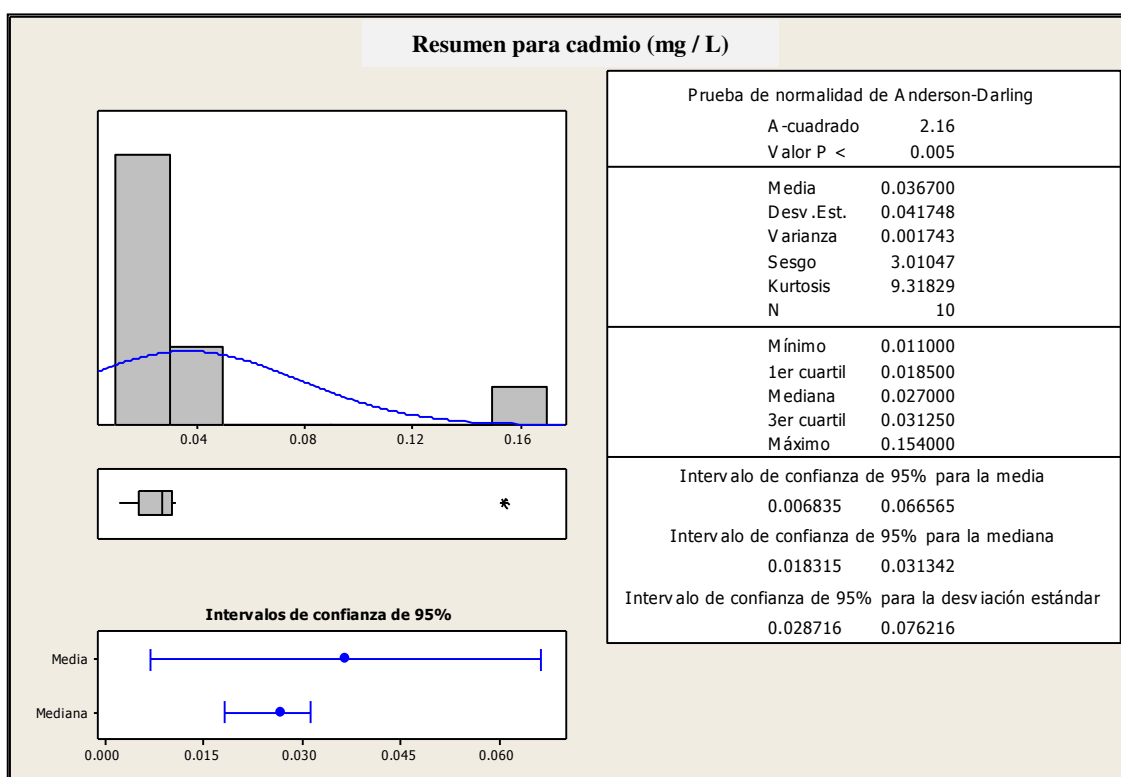 Resumen para cadmio (mg / L)
0.04 0.08 0.12 0.16
Intervalos de confianza de 95%
Media
Mediana
0.000 0.015 0.030 0.045 0.060
Prueba de normalidad de Anderson-Darling
A-cuadrado 2.16
Valor P < 0.005
Media 0.036700
Desv.Est. 0.041748
Varianza 0.001743
Sesgo 3.01047
Kurtosis 9.31829
N 10
Mínimo 0.011000
1er cuartil 0.018500
Mediana 0.027000
3er cuartil 0.031250
Máximo 0.154000
Intervalo de confianza de 95% para la media
0.006835 0.066565
Intervalo de confianza de 95% para la mediana
0.018315 0.031342
Intervalo de confianza de 95% para la desviación estándar
0.028716 0.076216